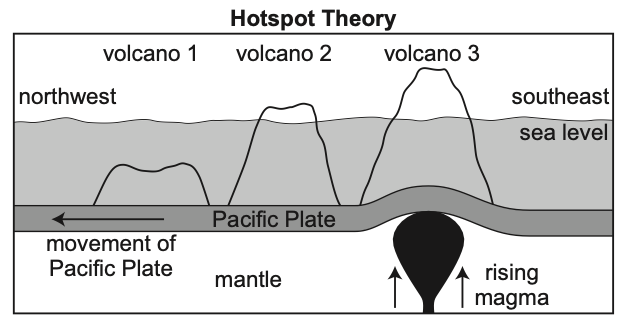 Hotspot Theory
volcano 1
volcano 2
volcano 3
northwest
southeast
sea level
Pacific Plate
movement of
Pacific Plate
mantle
rising
magma